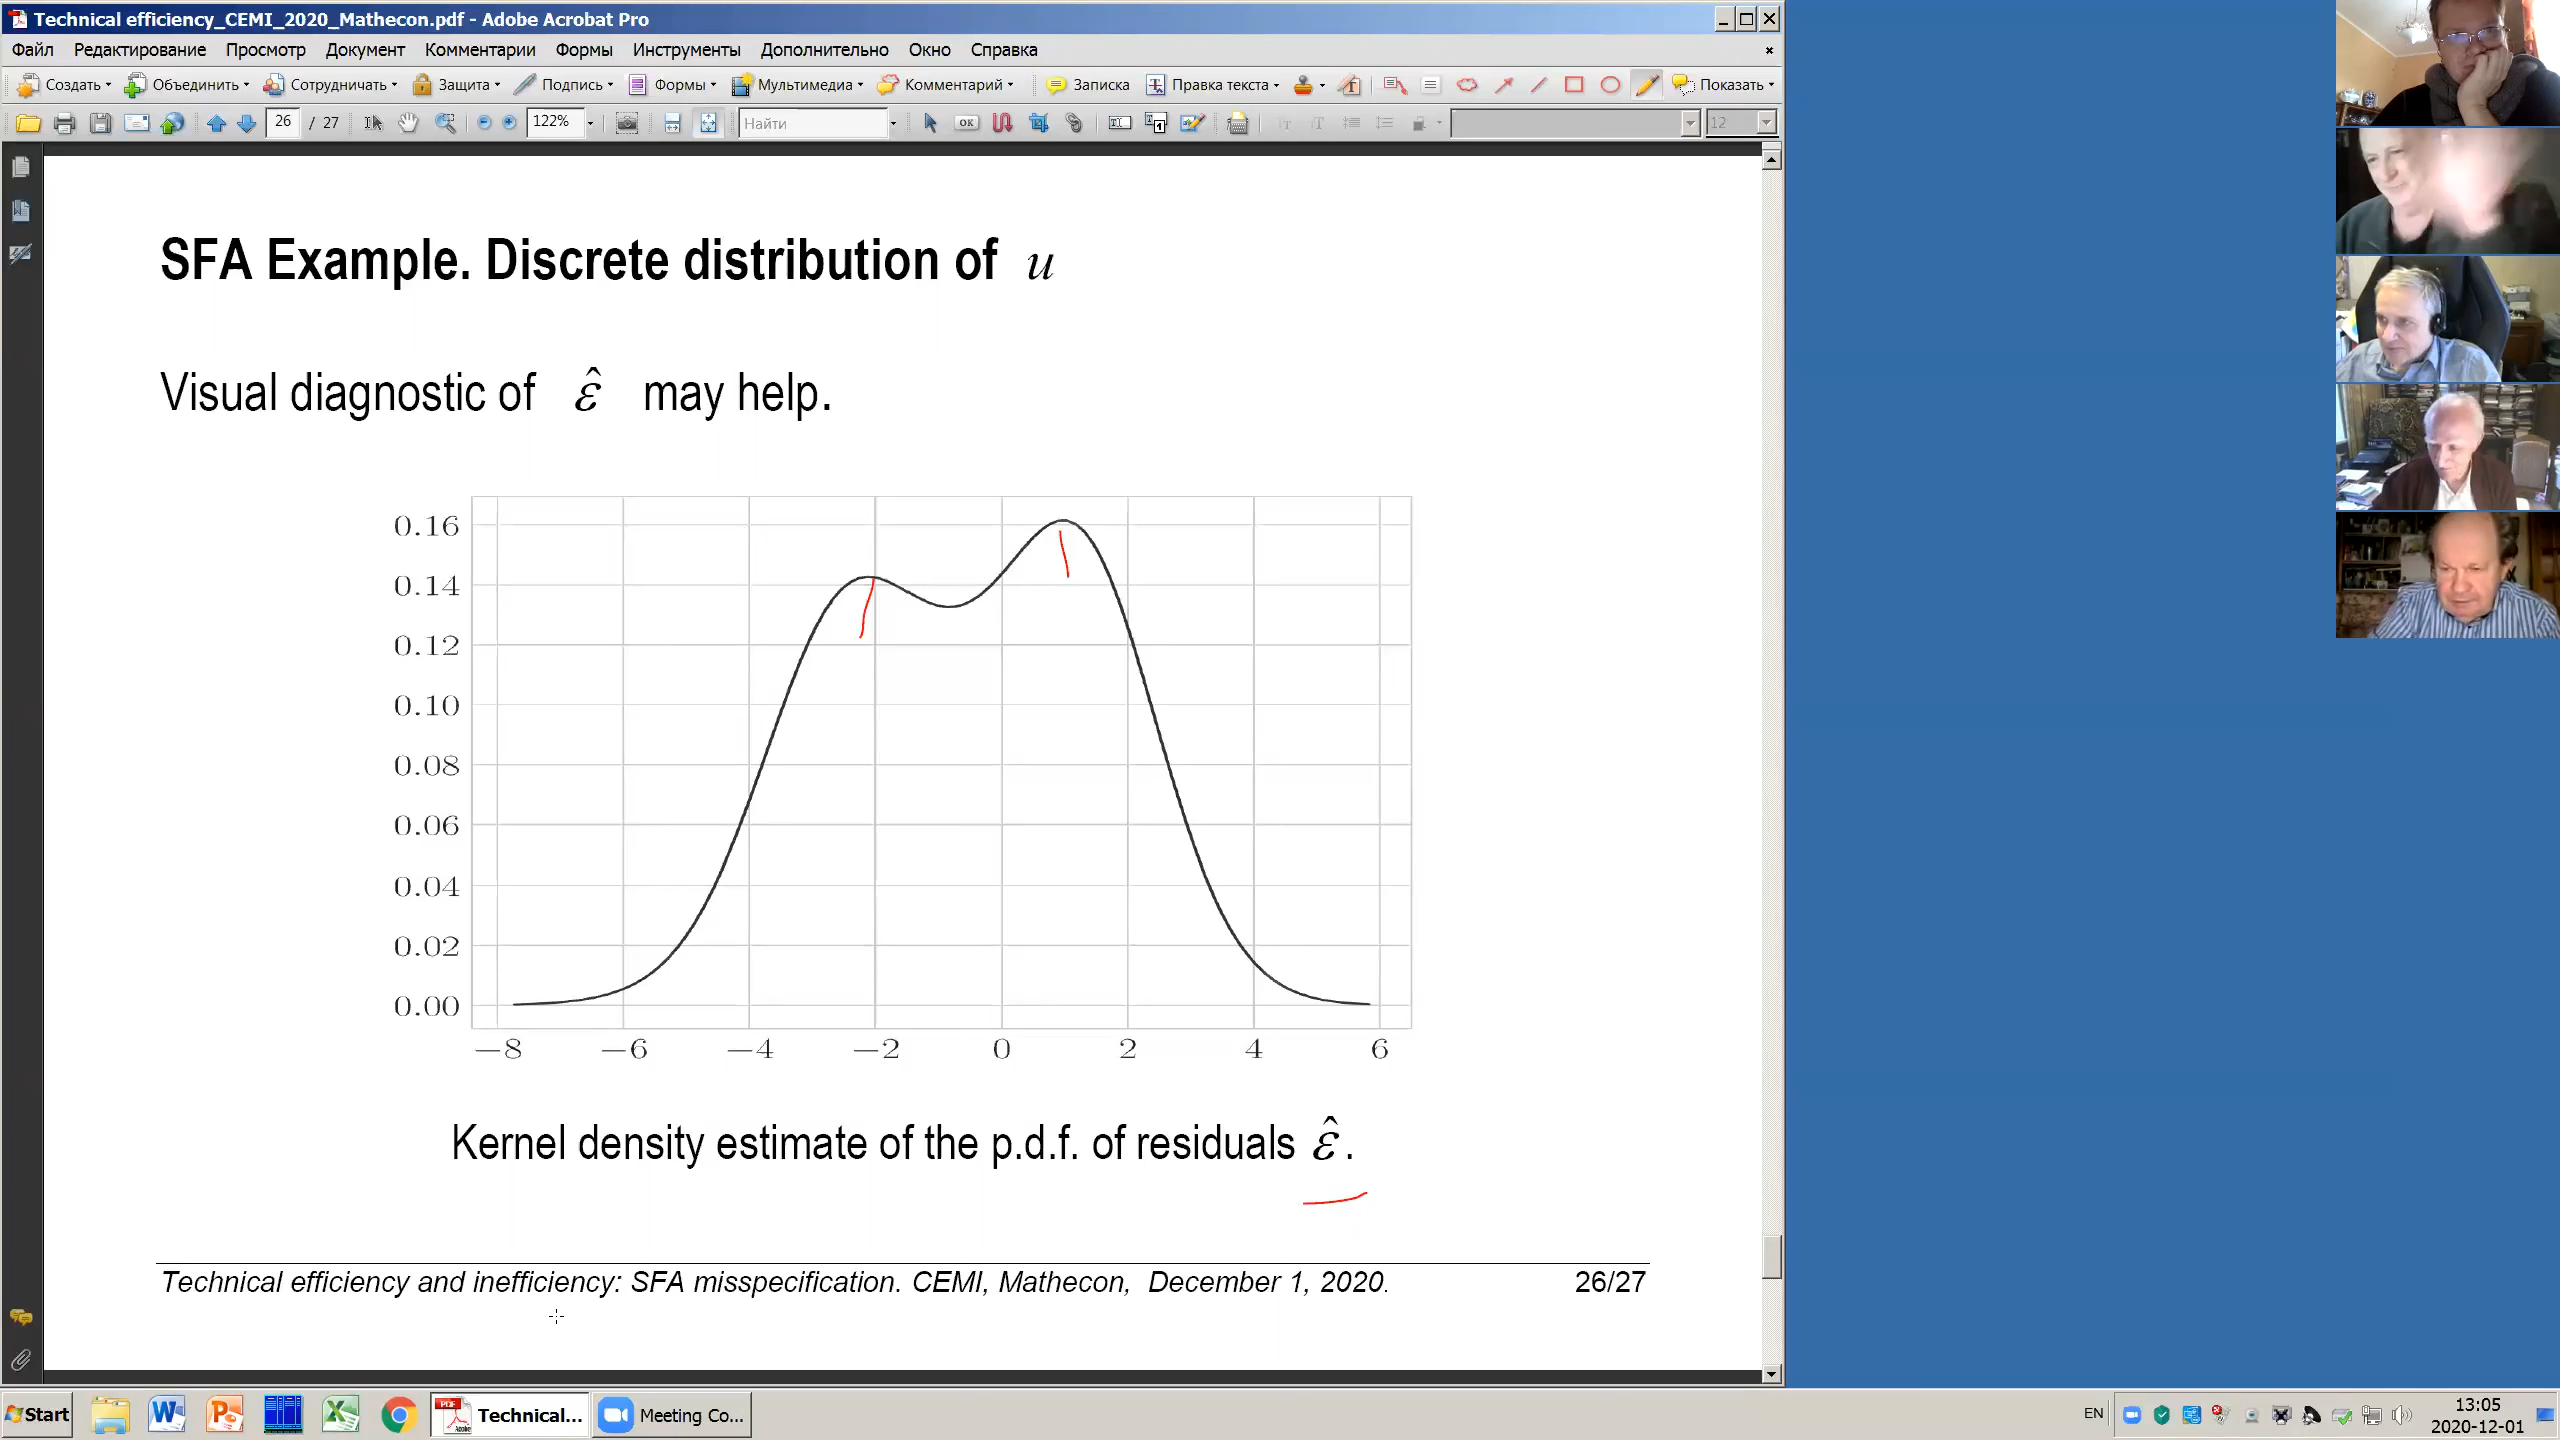 Technical efficiency_CEMI_2020_Mathecon.pdf - Adobe Acrobat Pro
Файл Редактирование Просмотр Документ Комментарии Формы Инструменты Дополнительно Окно Справка
Создать Объединить Сотрудничать Защита Подпись Формы Мультимедиа Комментарий Записка Правка текста Показать
26 / 27 122% Найти OK 12
SFA Example. Discrete distribution of u
Visual diagnostic of ε̂ may help.
0.16
0.14
0.12
0.10
0.08
0.06
0.04
0.02
0.00
−8 −6 −4 −2 0 2 4 6
Kernel density estimate of the p.d.f. of residuals ε̂.
Technical efficiency and inefficiency: SFA misspecification. CEMI, Mathecon, December 1, 2020. 26/27
Start Technical... Meeting Co... EN 13:05
2020-12-01